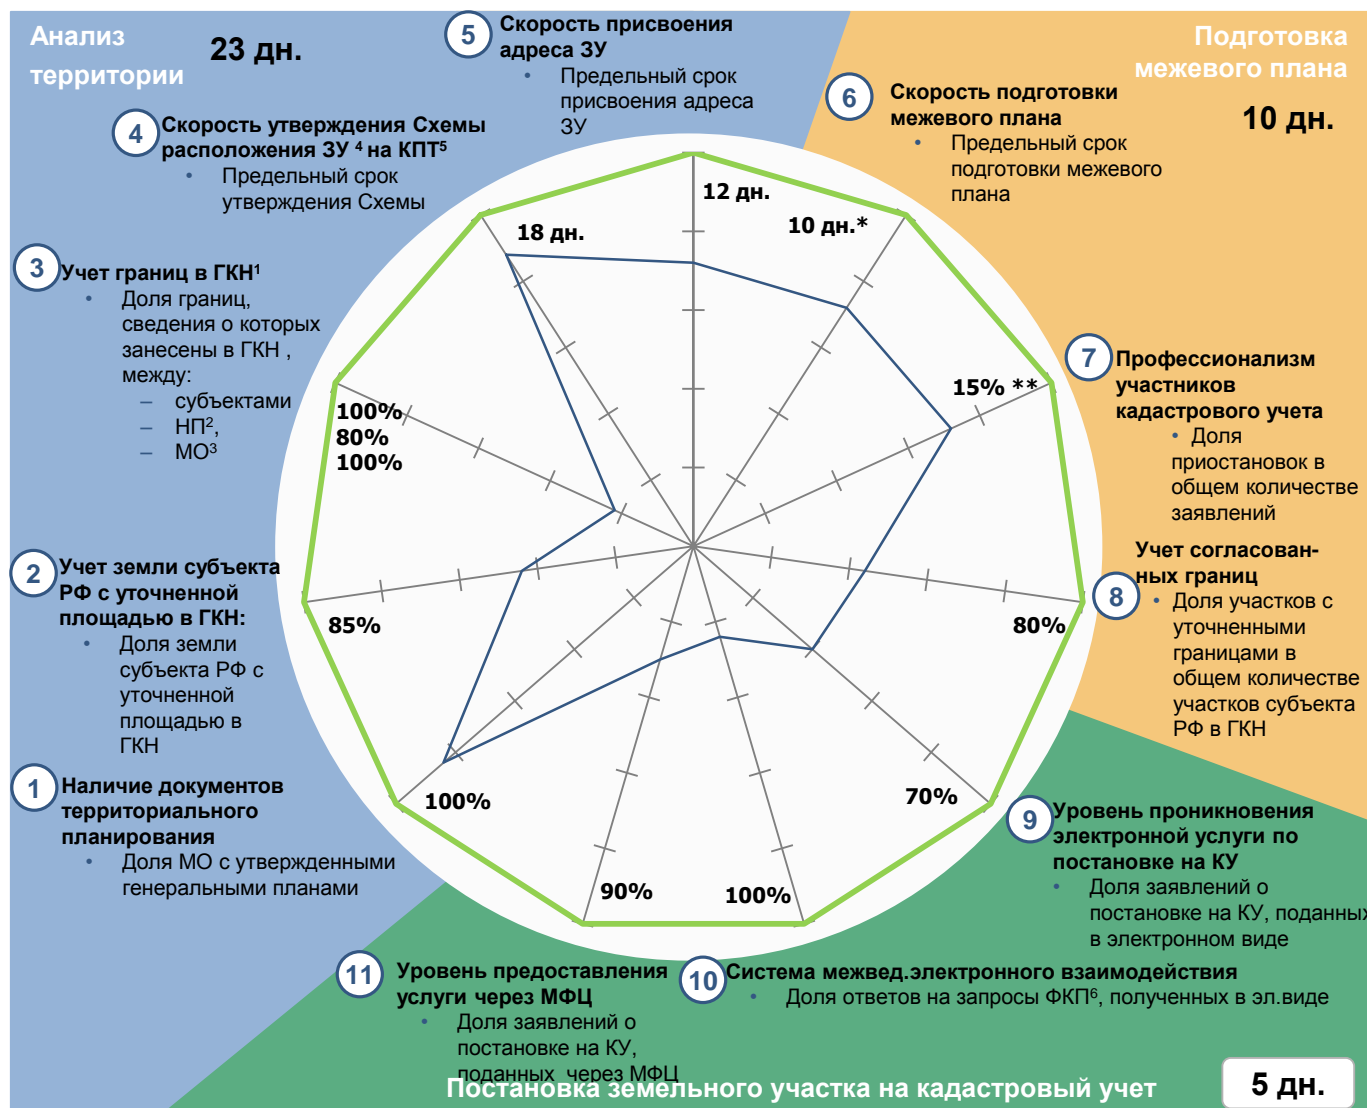 Анализ
территории
23 дн.
5
Скорость присвоения
адреса ЗУ
• Предельный срок
присвоения адреса
ЗУ
Подготовка
межевого плана
10 дн.
6
Скорость подготовки
межевого плана
• Предельный срок
подготовки межевого
плана
4
Скорость утверждения Схемы
расположения ЗУ ⁴ на КПТ⁵
• Предельный срок
утверждения Схемы
12 дн.
10 дн.*
18 дн.
3
Учет границ в ГКН¹
• Доля границ,
сведения о которых
занесены в ГКН ,
между:
– субъектами
– НП²,
– МО³
100%
80%
100%
15% **
7
Профессионализм
участников
кадастрового учета
• Доля
приостановок в
общем количестве
заявлений
2
Учет земли субъекта
РФ с уточненной
площадью в ГКН:
• Доля земли
субъекта РФ с
уточненной
площадью в
ГКН
85%
80%
8
Учет согласован-
ных границ
• Доля участков с
уточненными
границами в
общем количестве
участков субъекта
РФ в ГКН
1
Наличие документов
территориального
планирования
• Доля МО с утвержденными
генеральными планами
100%
70%
9
Уровень проникновения
электронной услуги по
постановке на КУ
• Доля заявлений о
постановке на КУ, поданных
в электронном виде
90%
100%
11
Уровень предоставления
услуги через МФЦ
• Доля заявлений о
постановке на КУ,
поданных через МФЦ
10
Система межвед.электронного взаимодействия
• Доля ответов на запросы ФКП⁶, полученных в эл.виде
Постановка земельного участка на кадастровый учет
5 дн.